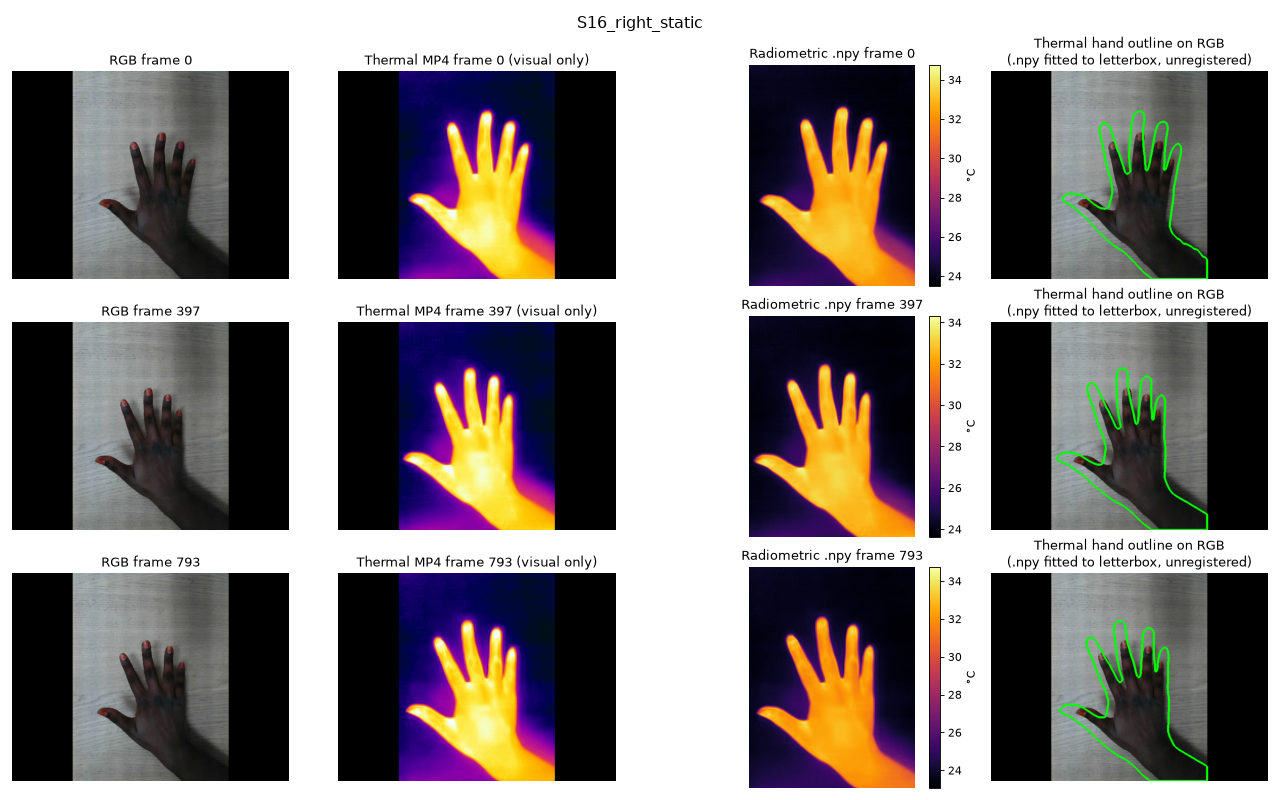 S16_right_static
RGB frame 0
Thermal MP4 frame 0 (visual only)
Radiometric .npy frame 0
Thermal hand outline on RGB
(.npy fitted to letterbox, unregistered)
34
32
30
28
26
24
°C
RGB frame 397
Thermal MP4 frame 397 (visual only)
Radiometric .npy frame 397
Thermal hand outline on RGB
(.npy fitted to letterbox, unregistered)
34
32
30
28
26
24
°C
RGB frame 793
Thermal MP4 frame 793 (visual only)
Radiometric .npy frame 793
Thermal hand outline on RGB
(.npy fitted to letterbox, unregistered)
34
32
30
28
26
24
°C